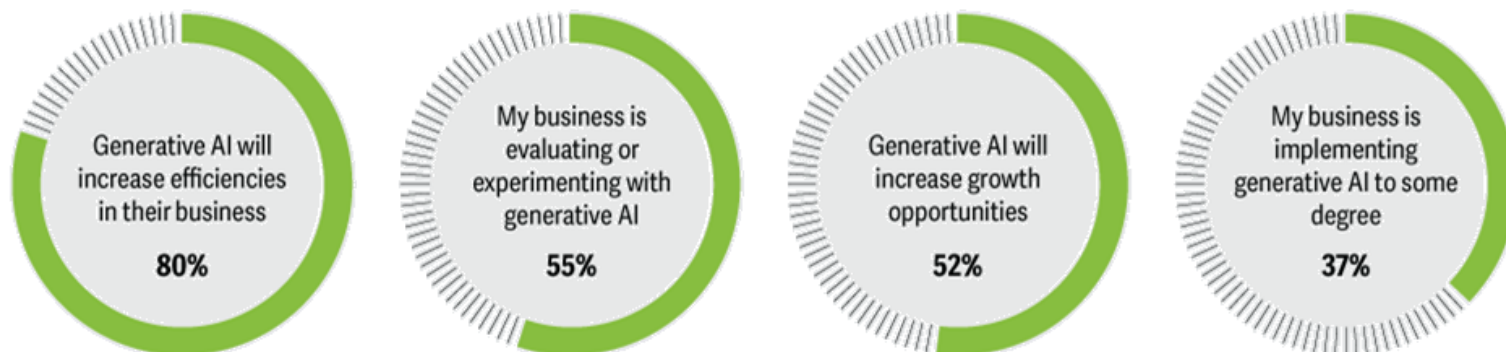 Generative AI will
increase efficiencies
in their business
80%
My business is
evaluating or
experimenting with
generative AI
55%
Generative AI will
increase growth
opportunities
52%
My business is
implementing
generative AI to some
degree
37%